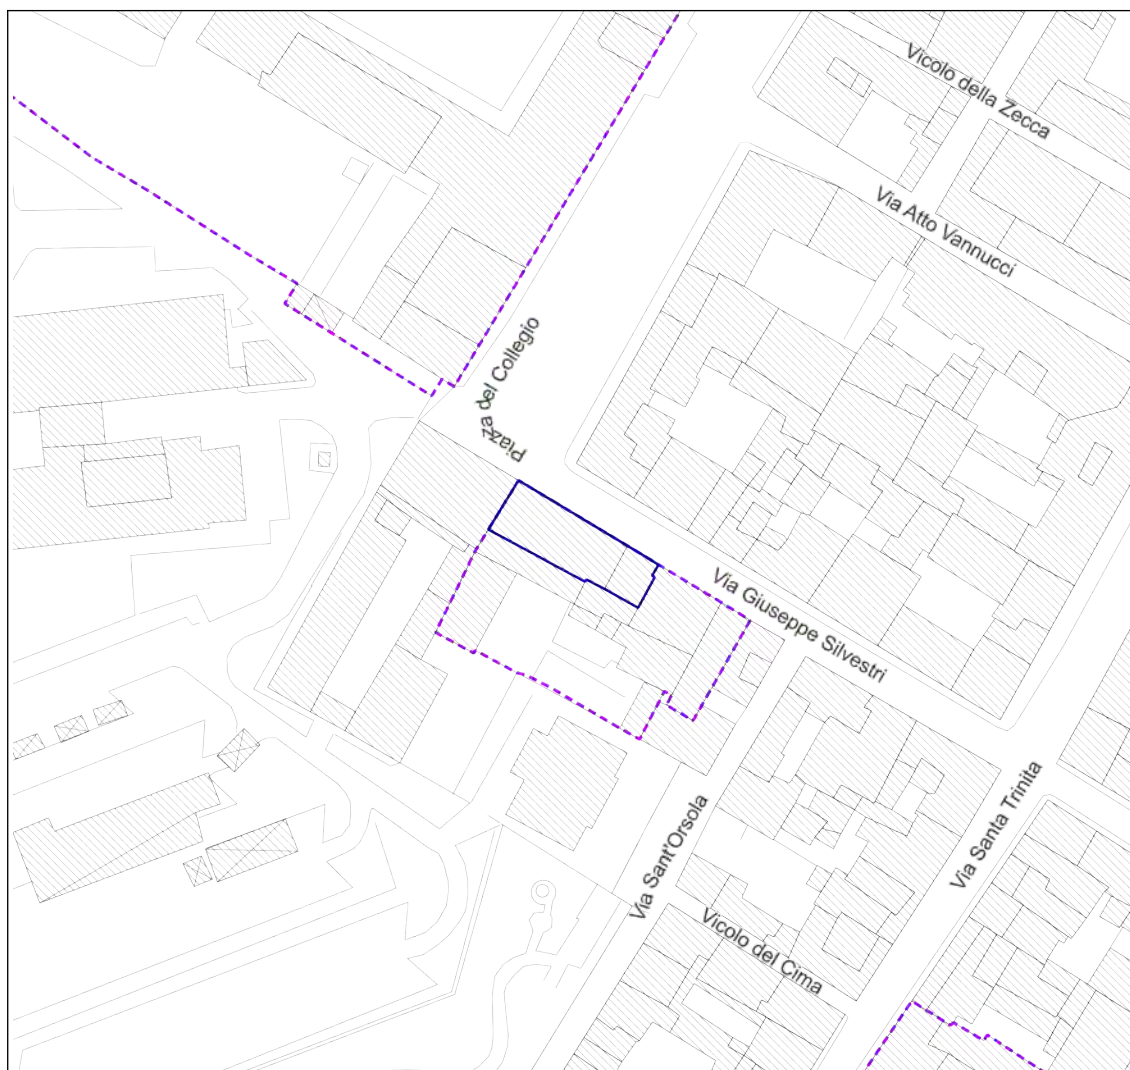 Vicolo della Zecca
Via Atto Vannucci
Piazza del Collegio
Via Giuseppe Silvestri
Via Santa Trinita
Via Sant'Orsola
Vicolo del Cima